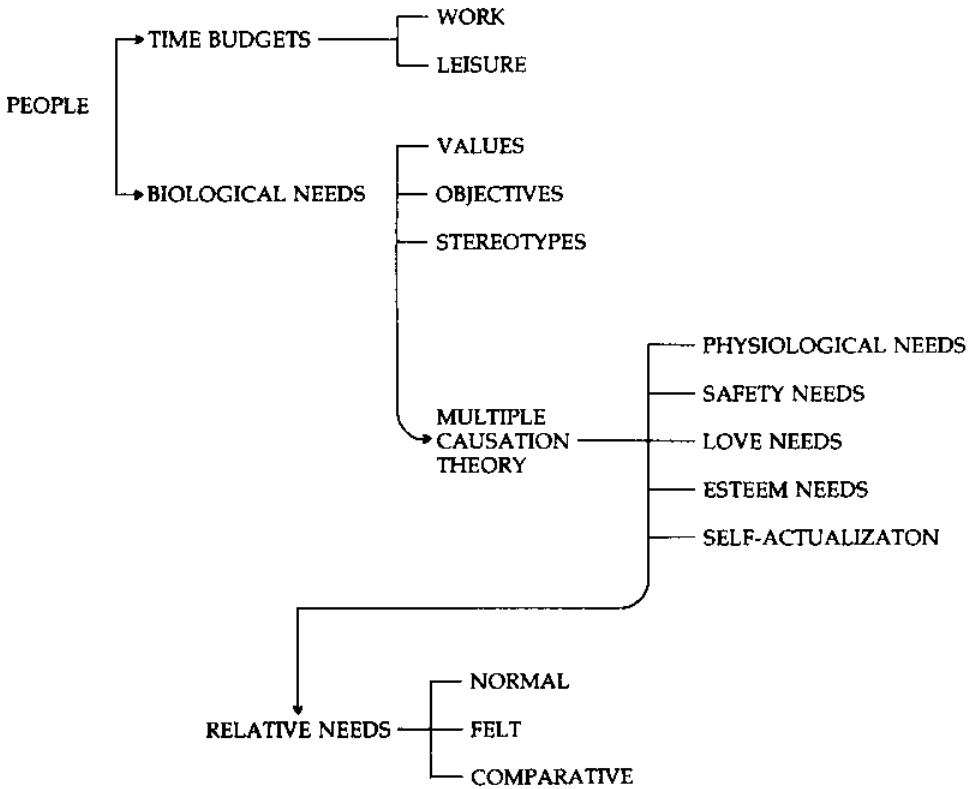 WORK
TIME BUDGETS
LEISURE
PEOPLE
VALUES
BIOLOGICAL NEEDS
OBJECTIVES
STEREOTYPES
PHYSIOLOGICAL NEEDS
SAFETY NEEDS
MULTIPLE
CAUSATION
THEORY
LOVE NEEDS
ESTEEM NEEDS
SELF-ACTUALIZATON
NORMAL
RELATIVE NEEDS
FELT
COMPARATIVE